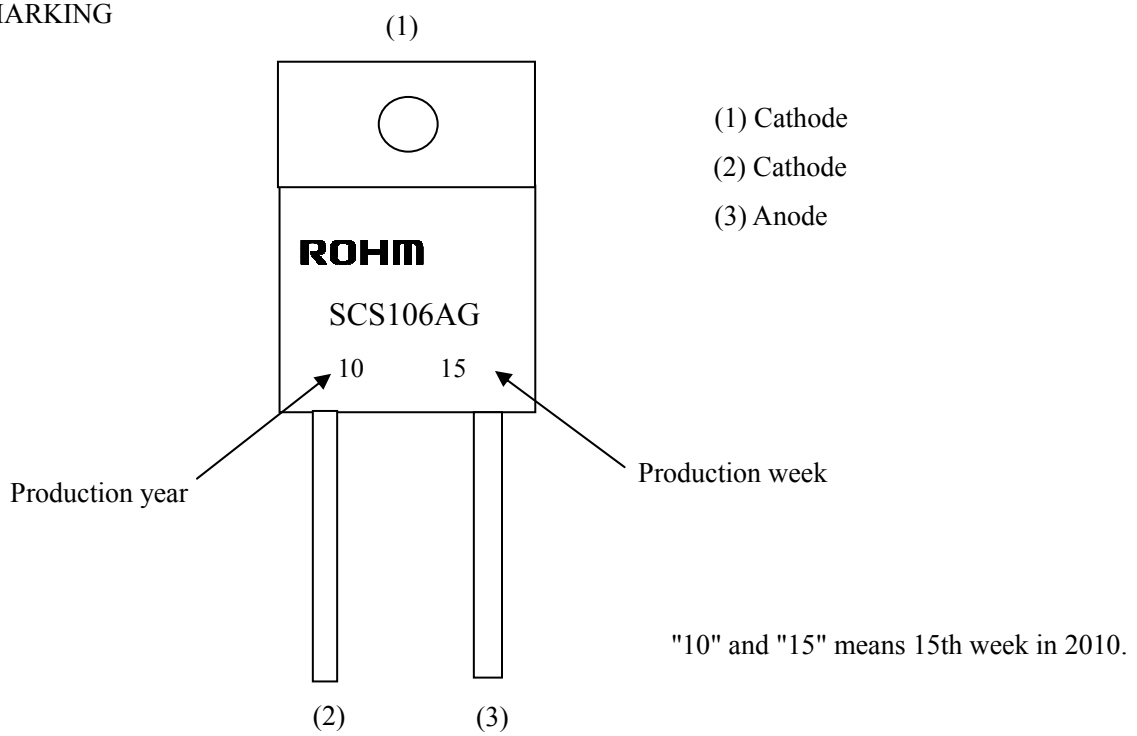 (1)
(1) Cathode
(2) Cathode
(3) Anode
ROHM
SCS106AG
10 15
Production year
Production week
"10" and "15" means 15th week in 2010.
(2) (3)